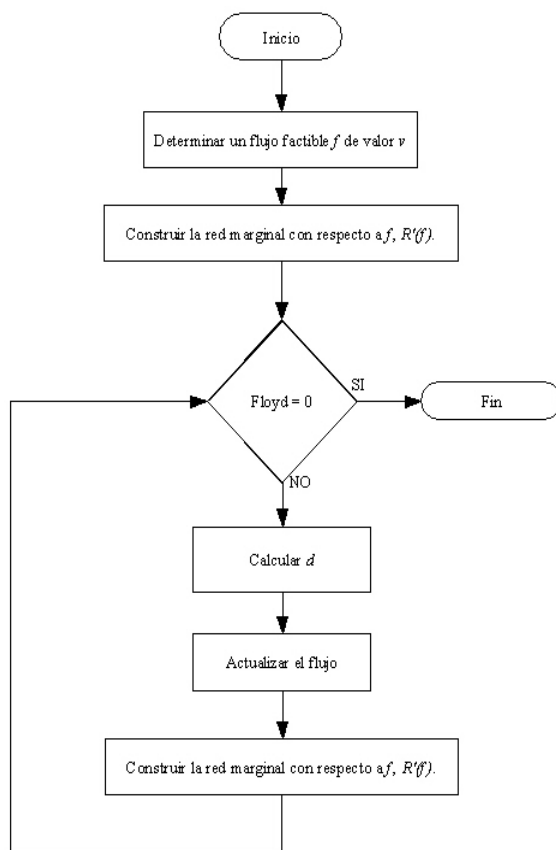 Inicio
Determinar un flujo factible f de valor v
Construir la red marginal con respecto a f, R'(f).
Floyd = 0
SI
Fin
NO
Calcular d
Actualizar el flujo
Construir la red marginal con respecto a f, R'(f).